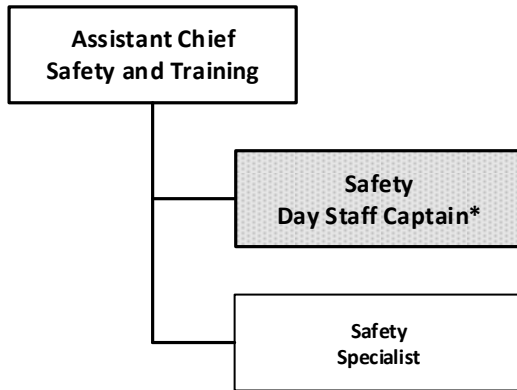 Assistant Chief
Safety and Training
Safety
Day Staff Captain*
Safety
Specialist